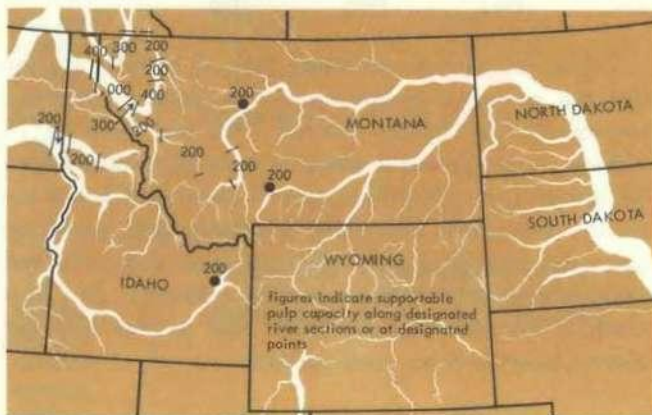 400 300 200
200
000 400
300 200
200
200
200 200
200
200
MONTANA
NORTH DAKOTA
SOUTH DAKOTA
WYOMING
IDAHO
200
figures indicate supportable
pulp capacity along designated
river sections or at designated
points